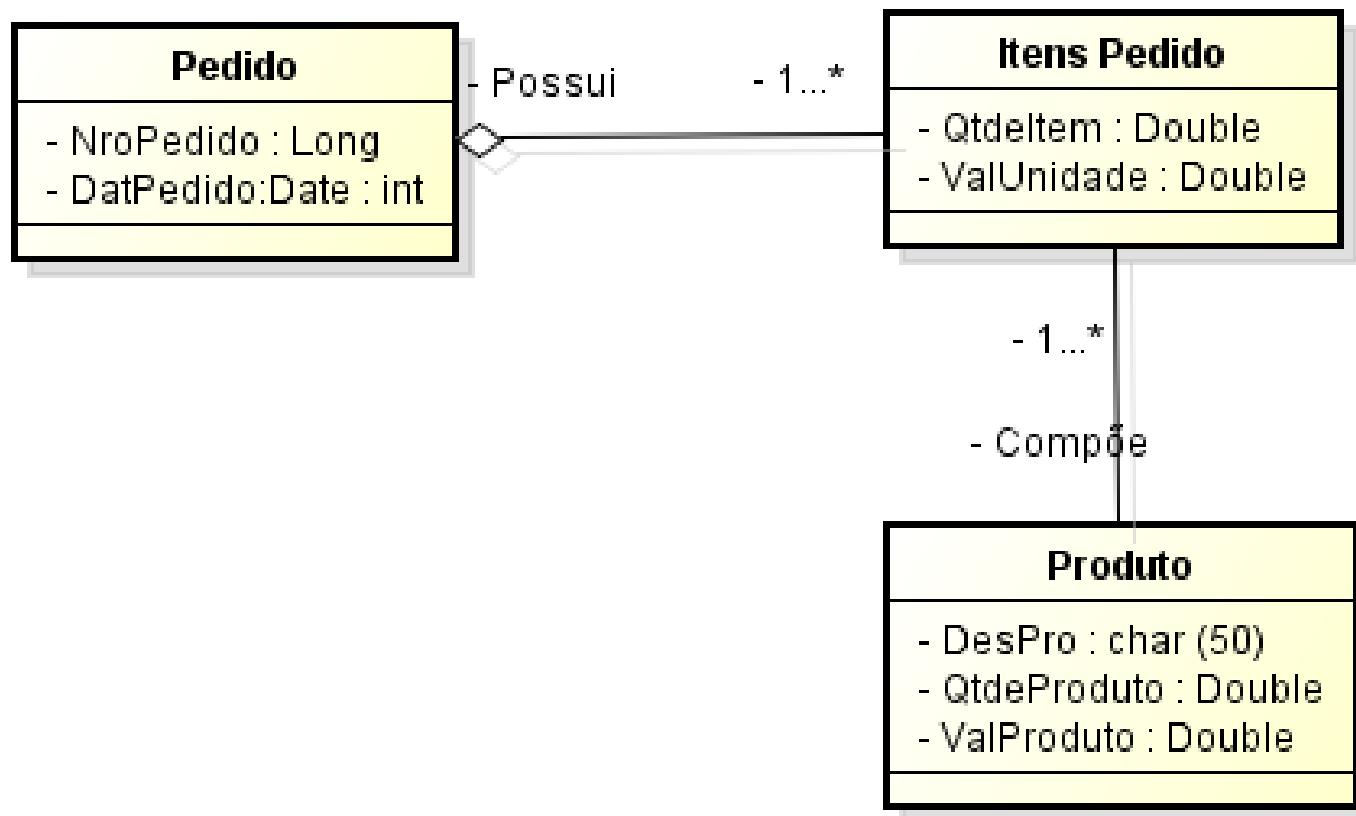 Pedido
- NroPedido : Long
- DatPedido:Date : int
- Possui
- 1...*
Itens Pedido
- QtdeItem : Double
- ValUnidade : Double
- 1...*
- Compõe
Produto
- DesPro : char (50)
- QtdeProduto : Double
- ValProduto : Double